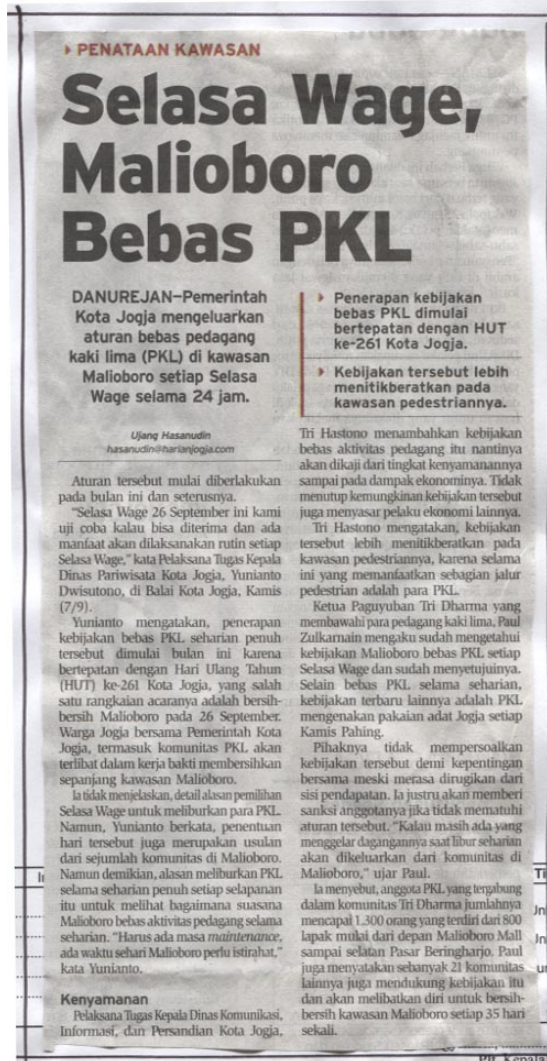 PENATAAN KAWASAN
Selasa Wage,
Malioboro
Bebas PKL
DANUREJAN—Pemerintah
Kota Jogja mengeluarkan
aturan bebas pedagang
kaki lima (PKL) di kawasan
Malioboro setiap Selasa
Wage selama 24 jam.
Penerapan kebijakan
bebas PKL dimulai
bertepatan dengan HUT
ke-261 Kota Jogja.
Kebijakan tersebut lebih
menitikberatkan pada
kawasan pedestriannya.
Ujang Hasanudin
hasanudin@harianjogja.com
Aturan tersebut mulai diberlakukan
pada bulan ini dan seterusnya.
"Selasa Wage 26 September ini kami
uji coba kalau bisa diterima dan ada
manfaat akan dilaksanakan rutin setiap
Selasa Wage," kata Pelaksana Tugas Kepala
Dinas Pariwisata Kota Jogja, Yunianto
Dwisutono, di Balai Kota Jogja, Kamis
(7/9).
Yunianto mengatakan, penerapan
kebijakan bebas PKL seharian penuh
tersebut dimulai bulan ini karena
bertepatan dengan Hari Ulang Tahun
(HUT) ke-261 Kota Jogja, yang salah
satu rangkaian acaranya adalah bersih-
bersih Malioboro pada 26 September.
Warga Jogja bersama Pemerintah Kota
Jogja, termasuk komunitas PKL akan
terlibat dalam kerja bakti membersihkan
sepanjang kawasan Malioboro.
Ia tidak menjelaskan, detail alasan pemilihan
Selasa Wage untuk meliburkan para PKL.
Namun, Yunianto berkata, penentuan
hari tersebut juga merupakan usulan
dari sejumlah komunitas di Malioboro.
Namun demikian, alasan meliburkan PKL
selama seharian penuh setiap selapanan
itu untuk melihat bagaimana suasana
Malioboro bebas aktivitas pedagang selama
seharian. "Harus ada masa maintenance,
ada waktu sehari Malioboro perlu istirahat,"
kata Yunianto.
Kenyamanan
Pelaksana Tugas Kepala Dinas Komunikasi,
Informasi, dan Persandian Kota Jogja,
Tri Hastono menambahkan kebijakan
bebas aktivitas pedagang itu nantinya
akan dikaji dari tingkat kenyamanannya
sampai pada dampak ekonominya. Tidak
menutup kemungkinan kebijakan tersebut
juga menyasar pelaku ekonomi lainnya.
Tri Hastono mengatakan, kebijakan
tersebut lebih menitikberatkan pada
kawasan pedestriannya, karena selama
ini yang memanfaatkan sebagian jalur
pedestrian adalah para PKL.
Ketua Paguyuban Tri Dharma yang
membawahi para pedagang kaki lima, Paul
Zulkarnain mengaku sudah mengetahui
kebijakan Malioboro bebas PKL setiap
Selasa Wage dan sudah menyetujuinya.
Selain bebas PKL selama seharian,
kebijakan terbaru lainnya adalah PKL
mengenakan pakaian adat Jogja setiap
Kamis Pahing.
Pihaknya tidak mempersoalkan
kebijakan tersebut demi kepentingan
bersama meski merasa dirugikan dari
sisi pendapatan. Ia justru akan memberi
sanksi anggotanya jika tidak mematuhi
aturan tersebut. "Kalau masih ada yang
menggelar dagangannya saat libur seharian
akan dikeluarkan dari komunitas di
Malioboro," ujar Paul.
Ia menyebut, anggota PKL yang tergabung
dalam komunitas Tri Dharma jumlahnya
mencapai 1.300 orang yang terdiri dari 800
lapak mulai dari depan Malioboro Mall
sampai selatan Pasar Beringharjo. Paul
juga menyatakan sebanyak 21 komunitas
lainnya juga mendukung kebijakan itu
dan akan melibatkan diri untuk bersih-
bersih kawasan Malioboro setiap 35 hari
sekali.